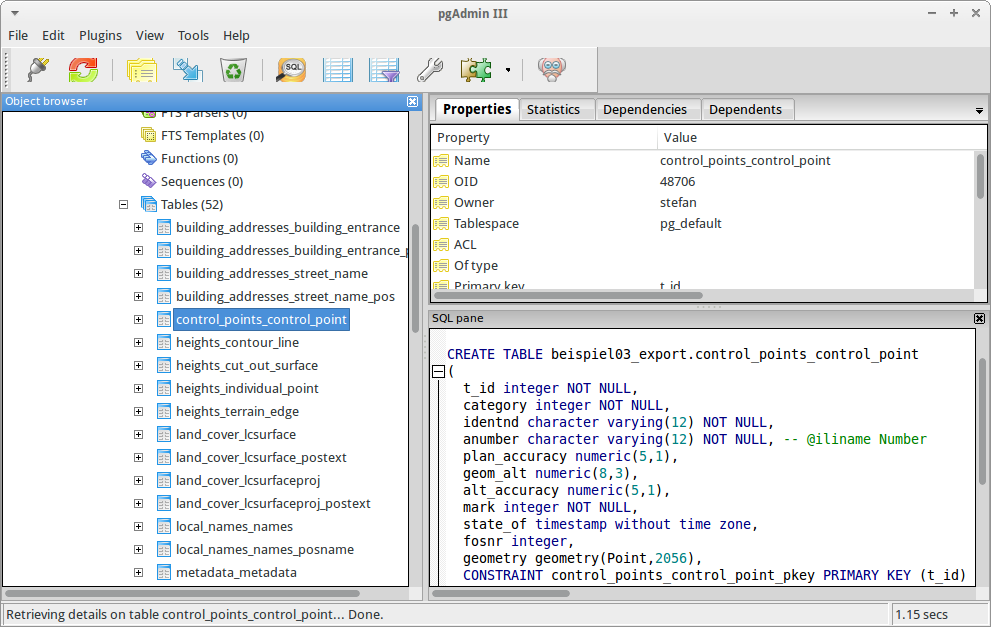 pgAdmin III
File Edit Plugins View Tools Help
SQL
Object browser
FTS Parsers (0)
FTS Templates (0)
Functions (0)
Sequences (0)
Tables (52)
building_addresses_building_entrance
building_addresses_building_entrance_p
building_addresses_street_name
building_addresses_street_name_pos
control_points_control_point
heights_contour_line
heights_cut_out_surface
heights_individual_point
heights_terrain_edge
land_cover_lcsurface
land_cover_lcsurface_postext
land_cover_lcsurfaceproj
land_cover_lcsurfaceproj_postext
local_names_names
local_names_names_posname
metadata_metadata
Properties Statistics Dependencies Dependents
Property Value
Name control_points_control_point
OID 48706
Owner stefan
Tablespace pg_default
ACL
Of type
Primary key t_id
SQL pane
CREATE TABLE beispiel03_export.control_points_control_point
(
t_id integer NOT NULL,
category integer NOT NULL,
identnd character varying(12) NOT NULL,
anumber character varying(12) NOT NULL, -- @iliname Number
plan_accuracy numeric(5,1),
geom_alt numeric(8,3),
alt_accuracy numeric(5,1),
mark integer NOT NULL,
state_of timestamp without time zone,
fosnr integer,
geometry geometry(Point,2056),
CONSTRAINT control_points_control_point_pkey PRIMARY KEY (t_id)
Retrieving details on table control_points_control_point... Done. 1.15 secs